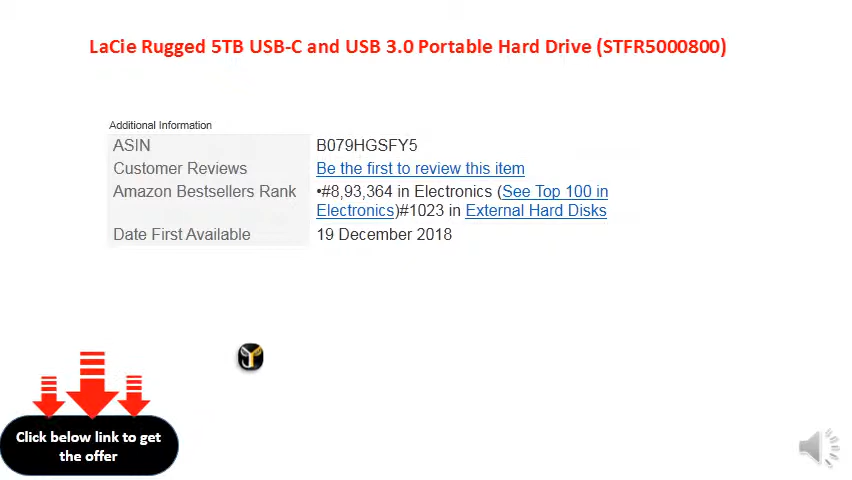 LaCie Rugged 5TB USB-C and USB 3.0 Portable Hard Drive (STFR5000800)
Additional Information
ASIN B079HGSFY5
Customer Reviews Be the first to review this item
Amazon Bestsellers Rank •#8,93,364 in Electronics (See Top 100 in
Electronics)#1023 in External Hard Disks
Date First Available 19 December 2018
Click below link to get
the offer